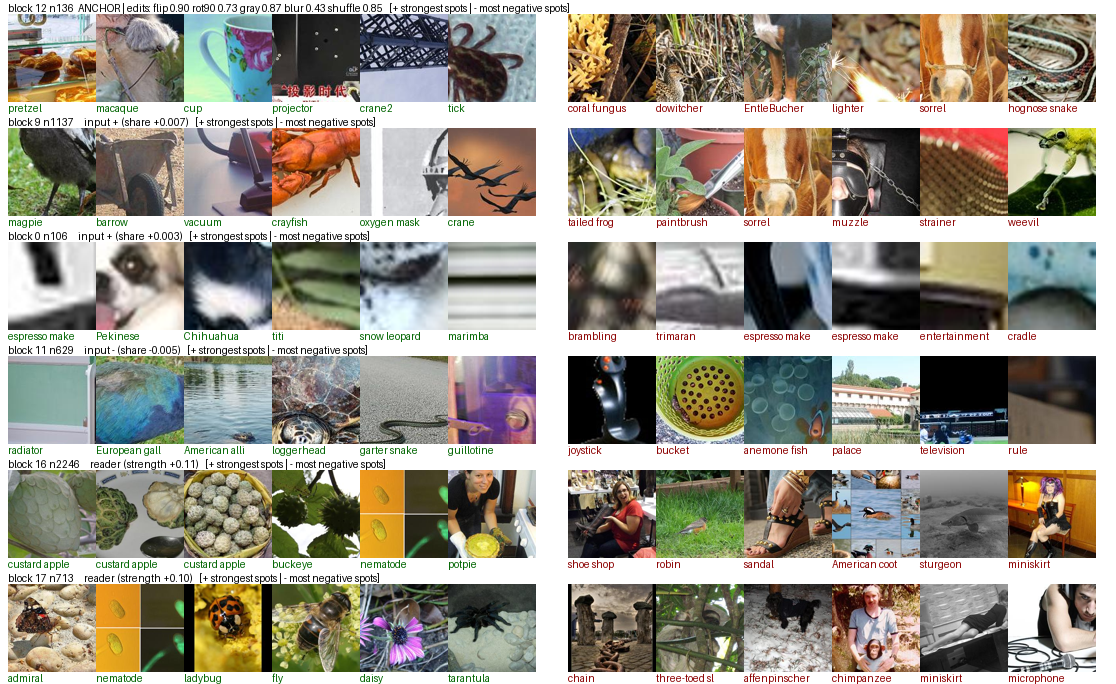 block 12 n136 ANCHOR | edits: flip 0.90 rot90 0.73 gray 0.87 blur 0.43 shuffle 0.85 [+ strongest spots | - most negative spots]
投影时代
pretzel macaque cup projector crane2 tick coral fungus dowitcher EntleBucher lighter sorrel hognose snake
block 9 n1137 input + (share +0.007) [+ strongest spots | - most negative spots]
magpie barrow vacuum crayfish oxygen mask crane tailed frog paintbrush sorrel muzzle strainer weevil
block 0 n106 input + (share +0.003) [+ strongest spots | - most negative spots]
espresso make Pekinese Chihuahua titi snow leopard marimba brambling trimaran espresso make espresso make entertainment cradle
block 11 n629 input - (share -0.005) [+ strongest spots | - most negative spots]
radiator European gall American alli loggerhead garter snake guillotine joystick bucket anemone fish palace television rule
block 16 n2246 reader (strength +0.11) [+ strongest spots | - most negative spots]
custard apple custard apple custard apple buckeye nematode potpie shoe shop robin sandal American coot sturgeon miniskirt
block 17 n713 reader (strength +0.10) [+ strongest spots | - most negative spots]
admiral nematode ladybug fly daisy tarantula chain three-toed sl affenpinscher chimpanzee miniskirt microphone